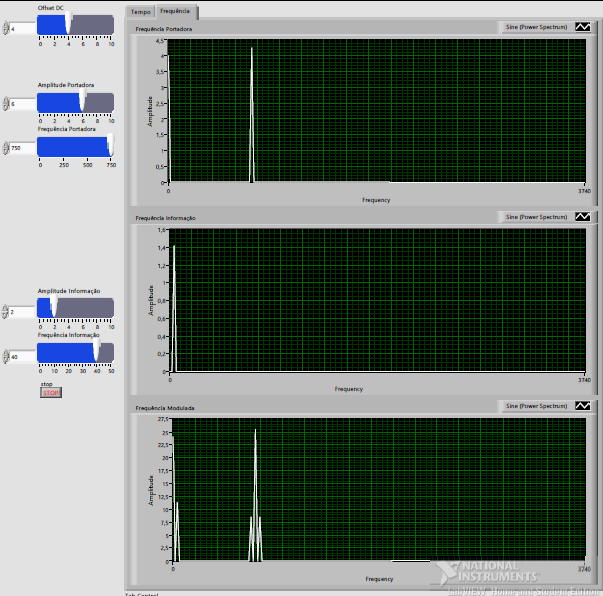 Offset DC
4
0 2 4 6 8 10
Amplitude Portadora
6
0 2 4 6 8 10
Frequência Portadora
750
0 250 500 750
Amplitude Informação
2
0 2 4 6 8 10
Frequência Informação
40
0 10 20 30 40 50
stop
STOP
Tempo Frequência
Frequência Portadora
Sine (Power Spectrum)
Amplitude
4,5
4
3,5
3
2,5
2
1,5
1
0,5
0
0 3740
Frequency
Frequência Informação
Sine (Power Spectrum)
Amplitude
1,6
1,4
1,2
1
0,8
0,6
0,4
0,2
0
0 3740
Frequency
Frequência Modulada
Sine (Power Spectrum)
Amplitude
27,5
25
22,5
20
17,5
15
12,5
10
7,5
5
2,5
0
0 3740
Frequency
NATIONAL
INSTRUMENTS
LabVIEW Home and Student Edition
Tab Control